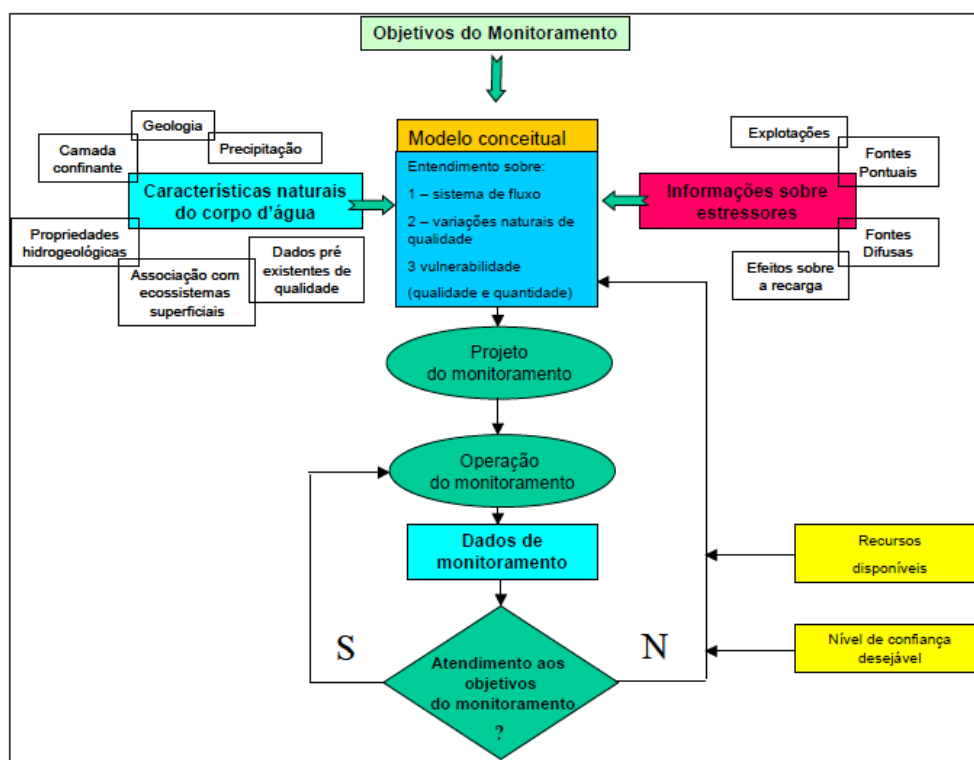 Objetivos do Monitoramento
Geologia
Precipitação
Camada
confinante
Características naturais
do corpo d'água
Propriedades
hidrogeológicas
Associação com
ecossistemas
superficiais
Dados pré
existentes de
qualidade
Modelo conceitual
Entendimento sobre:
1 – sistema de fluxo
2 – variações naturais de
qualidade
3 vulnerabilidade
(qualidade e quantidade)
Explotações
Fontes
Pontuais
Informações sobre
estressores
Fontes
Difusas
Efeitos sobre
a recarga
Projeto
do monitoramento
Operação
do monitoramento
Dados de
monitoramento
Recursos
disponíveis
S
N
Nível de confiança
desejável
Atendimento aos
objetivos
do monitoramento
?